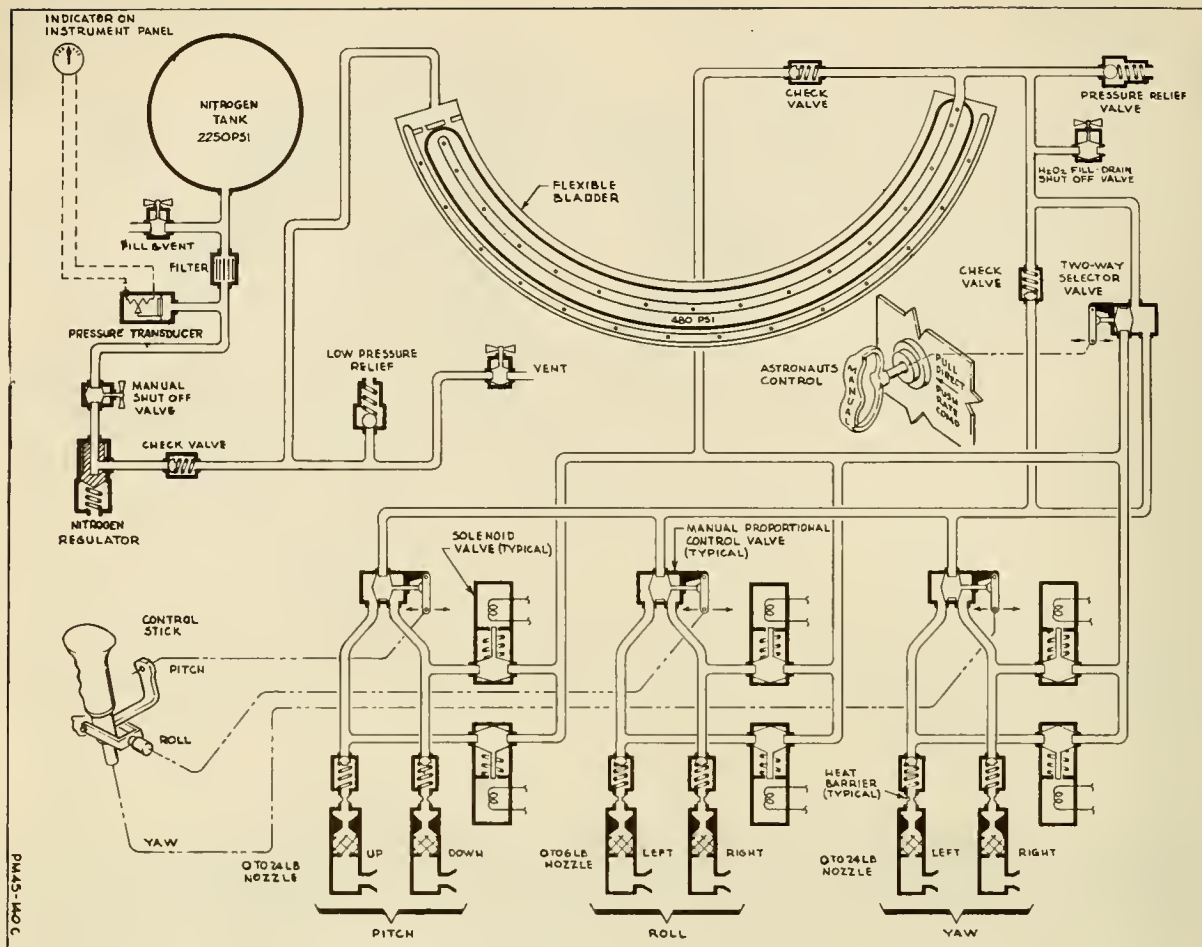 INDICATOR ON
INSTRUMENT PANEL
NITROGEN
TANK
2250PSI
FILL & VENT
FILTER
PRESSURE TRANSDUCER
MANUAL
SHUT OFF
VALVE
CHECK VALVE
NITROGEN
REGULATOR
LOW PRESSURE
RELIEF
VENT
FLEXIBLE
BLADDER
480 PSI
CHECK
VALVE
PRESSURE RELIEF
VALVE
H2O2 FILL-DRAIN
SHUT OFF VALVE
CHECK
VALVE
TWO-WAY
SELECTOR
VALVE
ASTRONAUTS
CONTROL
MANUAL
PULL
DIRECT
PUSH
RATE
COMD
SOLENOID
VALVE (TYPICAL)
MANUAL PROPORTIONAL
CONTROL VALVE
(TYPICAL)
CONTROL
STICK
PITCH
ROLL
YAW
HEAT
BARRIER
(TYPICAL)
0 TO 24 LB
NOZZLE
UP
DOWN
0 TO 6 LB
NOZZLE
LEFT
RIGHT
0 TO 24 LB
NOZZLE
LEFT
RIGHT
PITCH
ROLL
YAW
PM45-140C